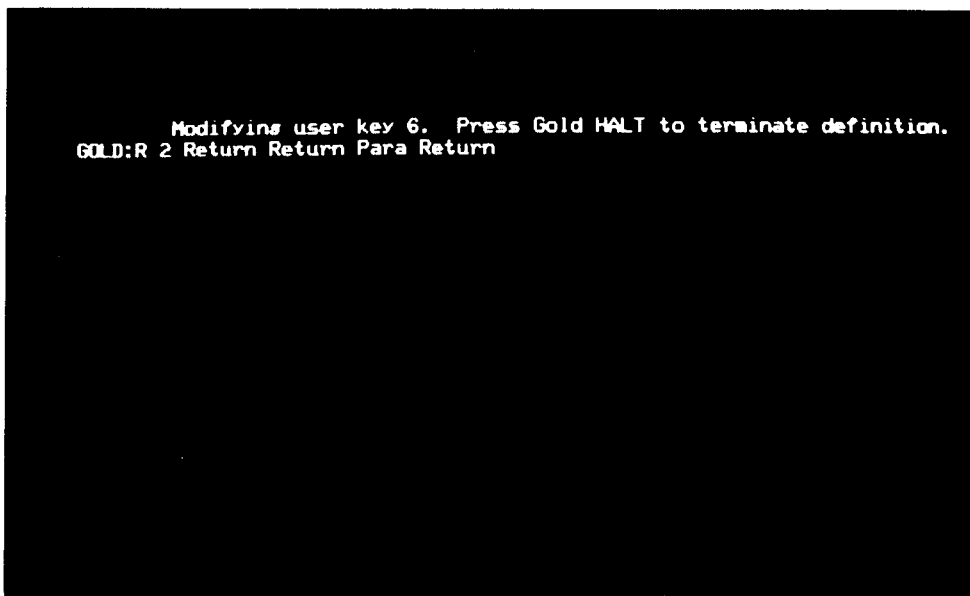 Modifying user key 6. Press Gold HALT to terminate definition.
GOLD:R 2 Return Return Para Return